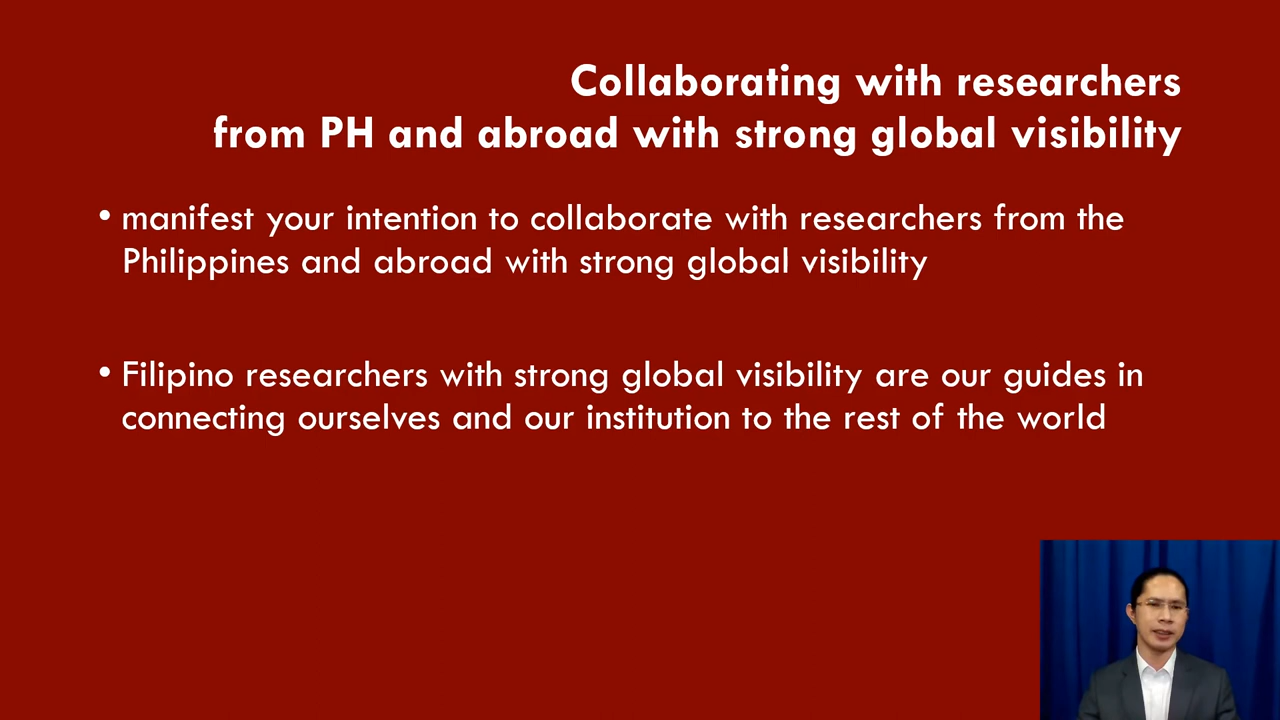 Collaborating with researchers
from PH and abroad with strong global visibility
• manifest your intention to collaborate with researchers from the
Philippines and abroad with strong global visibility
• Filipino researchers with strong global visibility are our guides in
connecting ourselves and our institution to the rest of the world